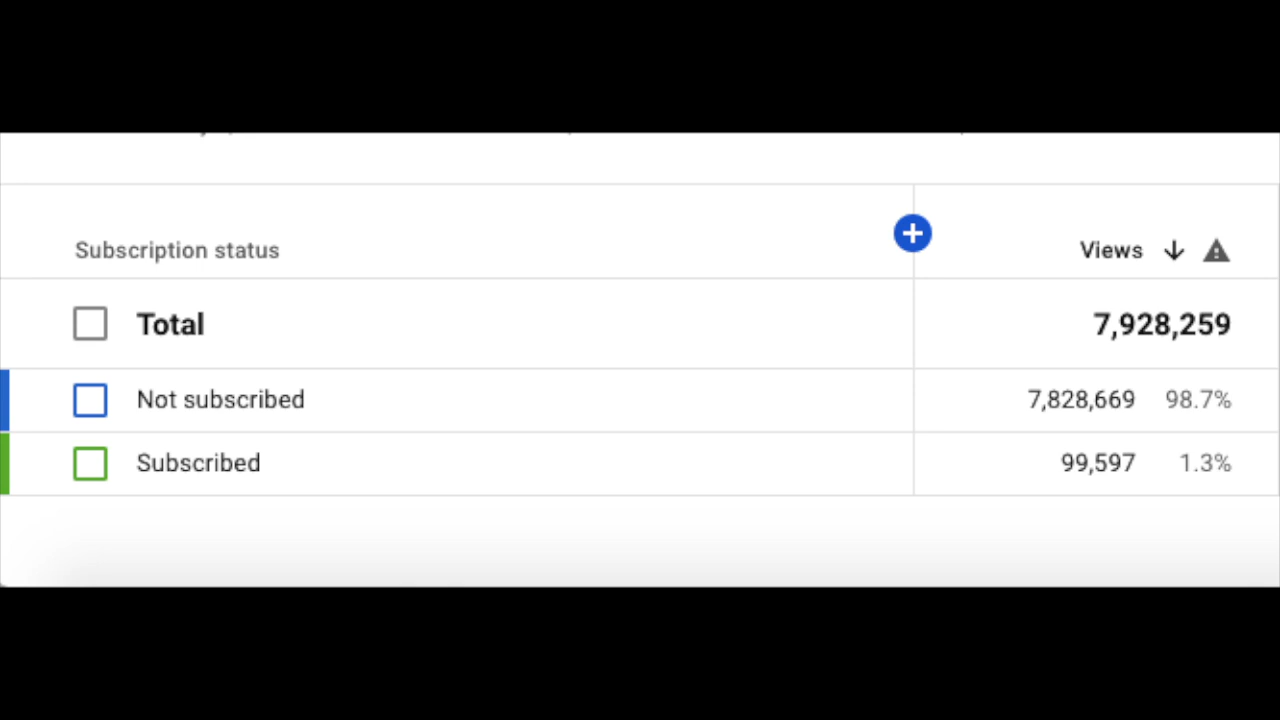 Subscription status Views
Total 7,928,259
Not subscribed 7,828,669 98.7%
Subscribed 99,597 1.3%